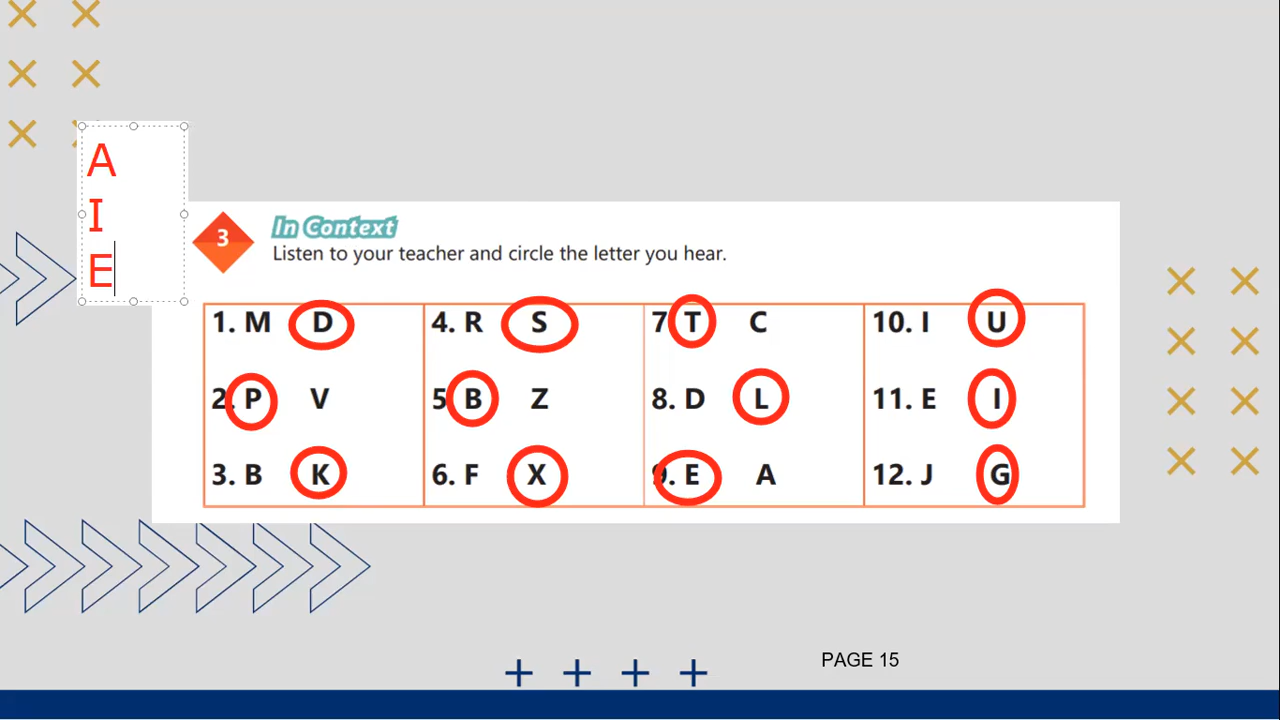 A
I
E
3
In Context
Listen to your teacher and circle the letter you hear.
1. M D 4. R S 7 T C 10. I U
2. P V 5 B Z 8. D L 11. E I
3. B K 6. F X 9. E A 12. J G
PAGE 15